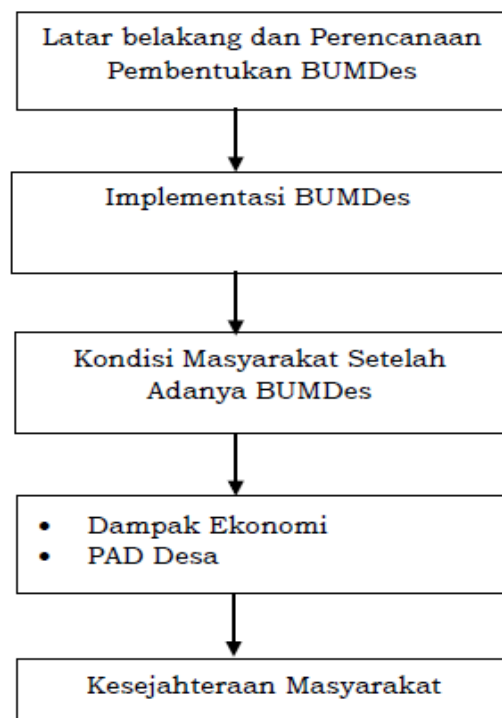 Latar belakang dan Perencanaan
Pembentukan BUMDes
Implementasi BUMDes
Kondisi Masyarakat Setelah
Adanya BUMDes
• Dampak Ekonomi
• PAD Desa
Kesejahteraan Masyarakat